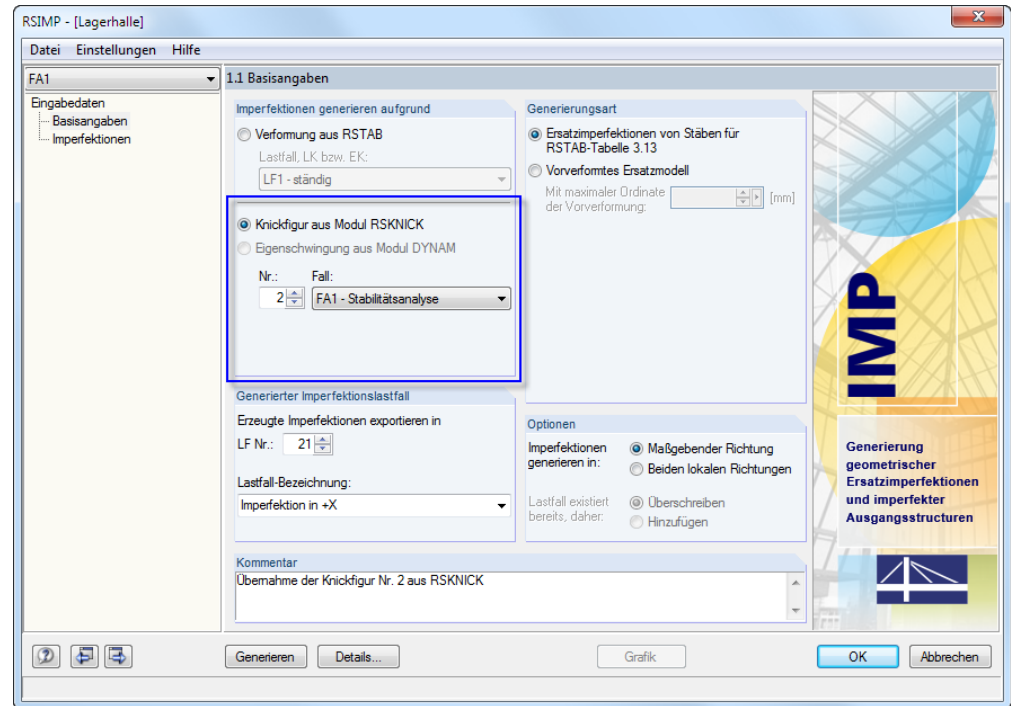 RSIMP - [Lagerhalle]
Datei Einstellungen Hilfe
FA1
Eingabedaten
Basisangaben
Imperfektionen
1.1 Basisangaben
Imperfektionen generieren aufgrund
Verformung aus RSTAB
Lastfall, LK bzw. EK:
LF1 - ständig
Knickfigur aus Modul RSKNICK
Eigenschwingung aus Modul DYNAM
Nr.: Fall:
2 FA1 - Stabilitätsanalyse
Generierter Imperfektionslastfall
Erzeugte Imperfektionen exportieren in
LF Nr.: 21
Lastfall-Bezeichnung:
Imperfektion in +X
Generierungsart
Ersatzimperfektionen von Stäben für
RSTAB-Tabelle 3.13
Vorverformtes Ersatzmodell
Mit maximaler Ordinate
der Vorverformung: [mm]
Optionen
Imperfektionen
generieren in:
Maßgebender Richtung
Beiden lokalen Richtungen
Lastfall existiert
bereits, daher:
Überschreiben
Hinzufügen
Kommentar
Übernahme der Knickfigur Nr. 2 aus RSKNICK
IMP
Generierung
geometrischer
Ersatzimperfektionen
und imperfekter
Ausgangsstructuren
Generieren
Details...
Grafik
OK
Abbrechen